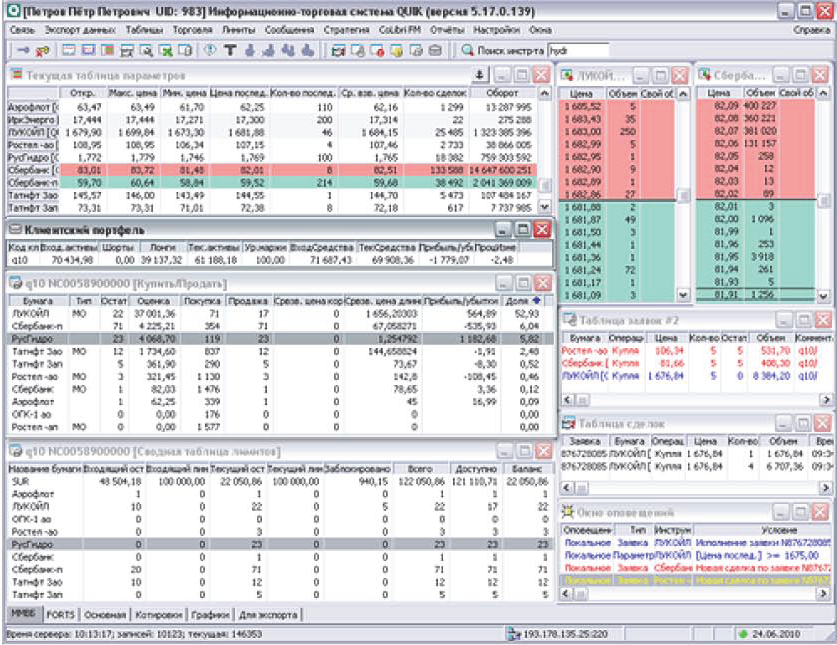 [Петров Пётр Петрович UID: 983] Информационно-торговая система QUIK (версия 5.17.0.139)
Связь Экспорт данных Таблицы Торговля Лимиты Сообщения Стратегия CoLibri FM Отчёты Настройки Окна Справка
Поиск инстр-та hydr
Текущая таблица параметров
Откр. Макс. цена Мин. цена Цена послед. Кол-во послед. Ср. взв. цена Кол-во сделок Оборот
Аэрофлот [ 63,47 63,49 61,70 62,25 110 62,16 1 299 13 287 995
ИркЭнерго [ 17,444 17,444 17,271 17,300 200 17,314 22 275 288
ЛУКОЙЛ [ 1 679,90 1 699,84 1 673,30 1 681,88 46 1 684,15 25 485 1 323 385 396
Ростел -ао [ 108,95 108,95 106,34 107,15 4 107,46 2 733 38 866 005
РусГидро [ 1,772 1,779 1,746 1,769 100 1,765 18 382 759 303 592
Сбербанк [ 83,01 83,72 81,48 82,01 8 82,51 133 588 14 647 600 251
Сбербанк-п 59,70 60,64 58,84 59,52 214 59,68 38 492 2 041 369 009
Татнфт Зао 145,57 146,00 143,49 144,55 1 144,70 5 473 107 484 167
Татнфт Зап 73,31 73,31 71,01 72,38 8 72,18 617 7 737 985
Клиентский портфель
Код кл Вход.активы Шорты Лонги Тек.активы Ур.маржи ВходСредства ТекСредства Прибыль/убы ПроцИзме
q10 70 434,98 0,00 39 137,32 61 188,18 100,00 71 687,43 69 908,36 -1 779,07 -2,48
q10 NC0058900000 [Купить/Продать]
Бумага Тип Остат Оценка Покупка Продажа Срезв. цена кор Срезв. цена длин Прибыль/убытки Доля
ЛУКОЙЛ МО 22 37 001,36 71 17 0 1 656,20303 564,89 52,93
Сбербанк-п 71 4 225,21 354 71 0 67,058271 -535,93 6,04
РусГидро 23 4 068,70 119 23 0 1,254792 1 182,68 5,82
Татнфт Зао МО 12 1 734,60 837 12 0 144,658824 -1,91 2,48
Татнфт Зап 5 361,90 290 5 0 73,67 -8,30 0,52
Ростел -ао МО 3 321,45 1 130 3 0 142,8 -108,45 0,46
Сбербанк МО 1 82,03 1 476 1 0 78,65 3,36 0,12
Аэрофлот 1 62,25 339 1 0 45 16,99 0,09
ОГК-1 ао 0 0,00 176 0 0 0,00
Ростел -ап МО 0 0,00 1 577 0 0 0,00
q10 NC0058900000 [Сводная таблица лимитов]
Название бумаги Входящий ост Входящий лим Текущий ост Текущий лим Заблокировано Всего Доступно Баланс
SUR 48 504,18 100 000,00 22 050,86 100 000,00 940,15 122 050,86 121 110,71 22 050,86
Аэрофлот 1 0 1 0 1 1 1
ЛУКОЙЛ 10 0 22 5 22 17 22
ОГК-1 ао 0 0 0 0 0 0 0
Ростел -ао 0 0 3 0 3 3 3
РусГидро 0 0 23 0 23 23 23
Сбербанк 0 0 1 0 1 1 1
Сбербанк-п 20 0 71 0 71 71 71
Татнфт Зао 10 0 12 0 12 12 12
Татнфт Зап 5 0 5 0 5 5 5
ММВБ FORTS Основная Котировки Графики Для экспорта
ЛУКОЙ...
Цена Объем Свой об
1 685,52 5
1 683,43 35
1 683,00 250
1 682,99 5
1 682,95 1
1 682,90 9
1 682,89 1
1 682,86 27
1 681,88 2
1 681,87 49
1 681,50 3
1 681,44 1
1 681,36 1
1 681,24 72
1 681,17 1
1 681,09 3
Сберба...
Цена Объем Свой об
82,09 400 227
82,08 360 221
82,07 381 020
82,06 131 157
82,05 258
82,04 12
82,03 13
82,02 89
82,01 3
82,00 1 096
81,99 1
81,96 253
81,95 3 918
81,94 261
81,93 5
81,91 1 256
Таблица заявок #2
Бумага Операц Цена Кол-во Остат Объем Коммент
Ростел -ао Купля 106,34 5 5 531,70 q10/
Сбербанк [ Купля 81,66 5 5 408,30 q10/
ЛУКОЙЛ [ Купля 1 676,84 5 0 8 384,20 q10/
Таблица сделок
Заявка Бумага Операц Цена Кол-во Объем Врем
876728085 ЛУКОЙЛ [ Купля 1 676,84 1 1 676,84 09:3
876728085 ЛУКОЙЛ [ Купля 1 676,84 4 6 707,36 09:3
Окно оповещений
Оповещени Тип Инструм Условие
Локальное Заявка ЛУКОЙЛ Исполнение заявки N876728085
Локальное Параметр ЛУКОЙЛ [Цена послед.] >= 1675,00
Локальное Заявка Сбербанк Новая сделка по заявке N8767
Локальное Заявка Ростел - Новая сделка по заявке N8767
Время сервера: 10:13:17; записей: 10123; текущая: 146353 193.178.135.25:220 24.06.2010